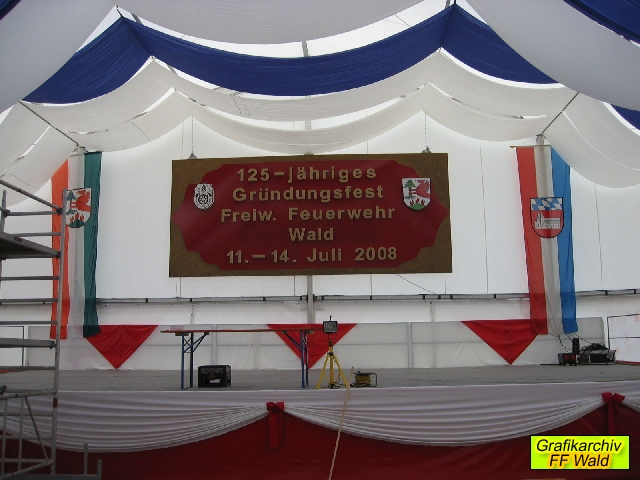 125-jähriges
Gründungsfest
Freiw. Feuerwehr
Wald
11.-14. Juli 2008
Grafikarchiv
FF Wald